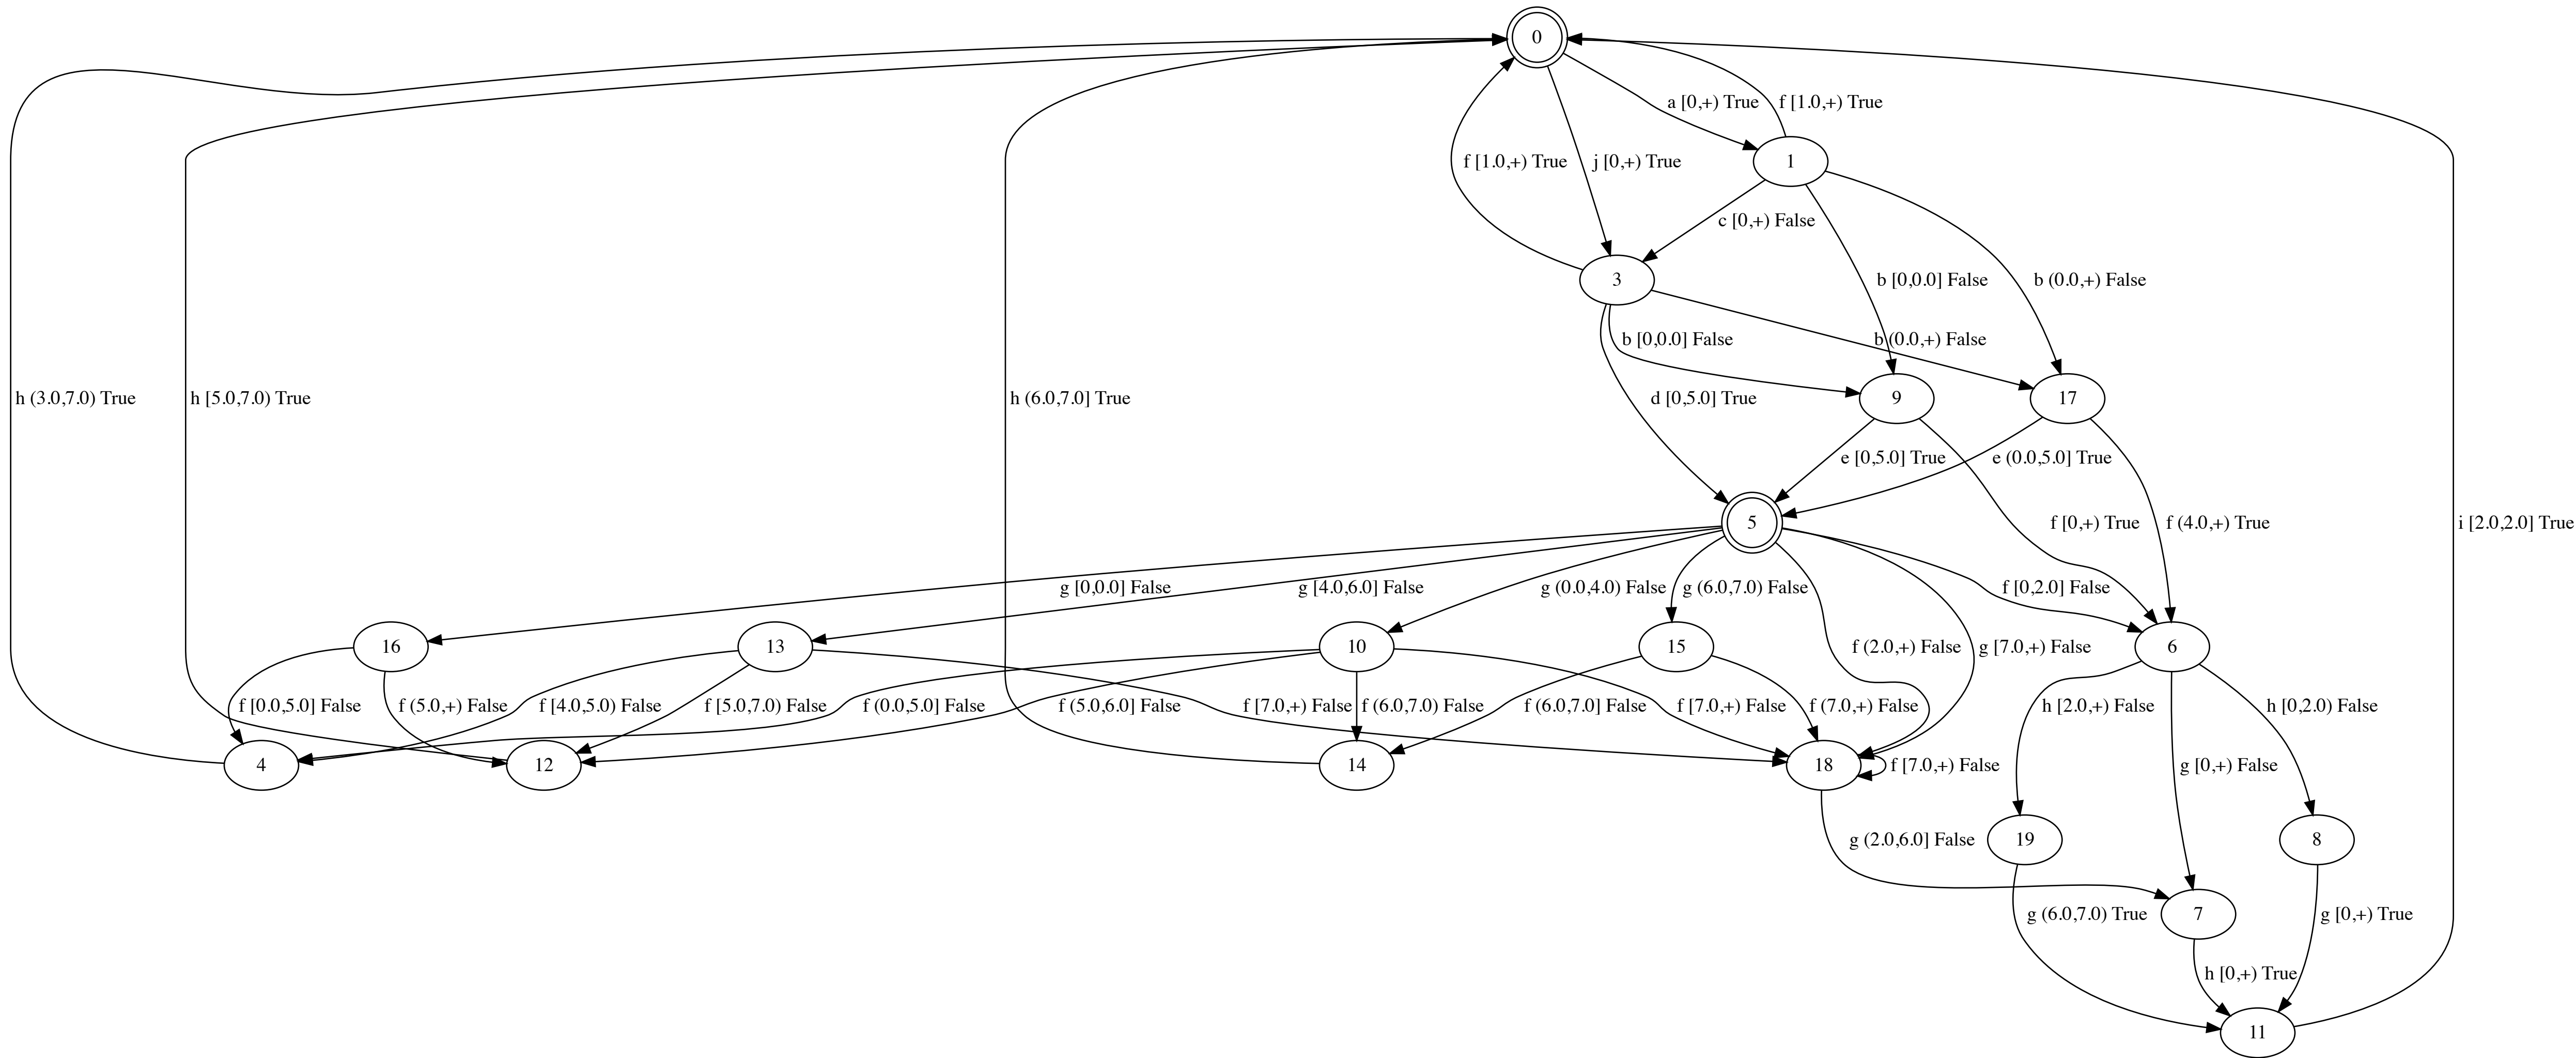 0
a [0,+) True
f [1.0,+) True
1
f [1.0,+) True
j [0,+) True
c [0,+) False
3
b [0,0.0] False
b (0.0,+) False
b [0,0.0] False
b (0.0,+) False
h (3.0,7.0) True
h [5.0,7.0) True
h (6.0,7.0] True
d [0,5.0] True
9
17
e [0,5.0] True
e (0.0,5.0] True
5
f [0,+) True
f (4.0,+) True
i [2.0,2.0] True
g [0,0.0] False
g [4.0,6.0] False
g (0.0,4.0) False
g (6.0,7.0) False
f [0,2.0] False
16
13
10
15
f (2.0,+) False
g [7.0,+) False
6
f [0.0,5.0] False
f (5.0,+) False
f [4.0,5.0) False
f [5.0,7.0) False
f (0.0,5.0] False
f (5.0,6.0] False
f [7.0,+) False
f (6.0,7.0) False
f (6.0,7.0] False
f [7.0,+) False
f (7.0,+) False
h [2.0,+) False
h [0,2.0) False
4
12
14
18
f [7.0,+) False
g [0,+) False
g (2.0,6.0] False
19
8
g (6.0,7.0) True
7
g [0,+) True
h [0,+) True
11